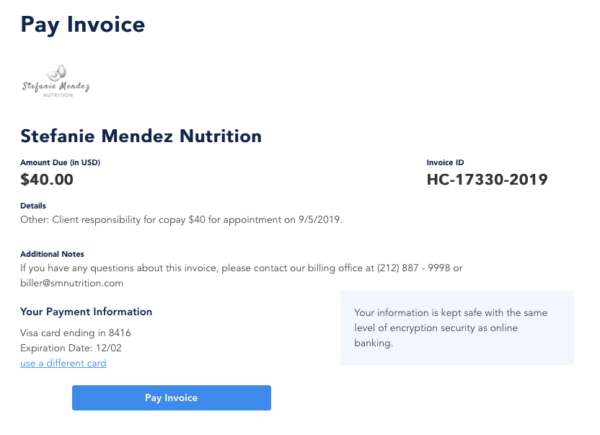 Pay Invoice
Stefanie Mendez
NUTRITION
Stefanie Mendez Nutrition
Amount Due (in USD)
$40.00
Invoice ID
HC-17330-2019
Details
Other: Client responsibility for copay $40 for appointment on 9/5/2019.
Additional Notes
If you have any questions about this invoice, please contact our billing office at (212) 887 - 9998 or
biller@smnutrition.com
Your Payment Information
Visa card ending in 8416
Expiration Date: 12/02
use a different card
Your information is kept safe with the same
level of encryption security as online
banking.
Pay Invoice